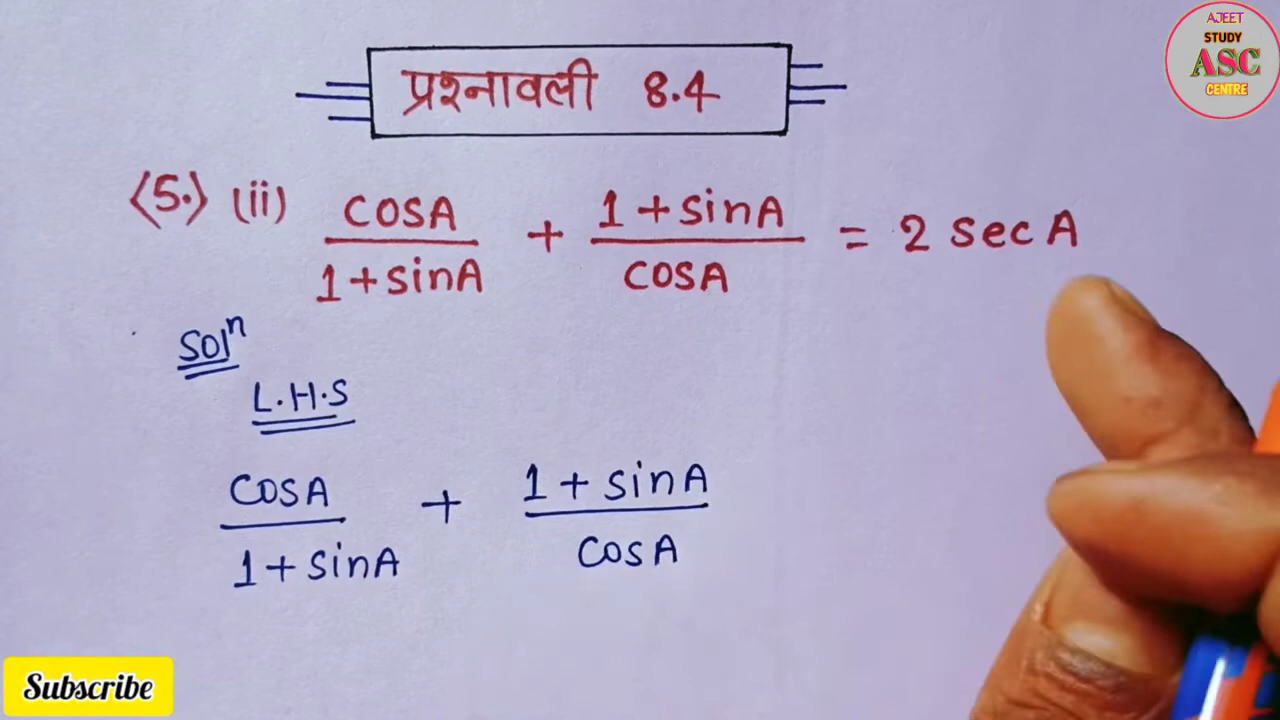 AJEET
STUDY
ASC
CENTRE
प्रश्नावली 8.4
<5.> (ii) cosA/1+sinA + 1+sinA/cosA = 2 secA
Solⁿ
L.H.S
cosA/1+sinA + 1+sinA/cosA
Subscribe